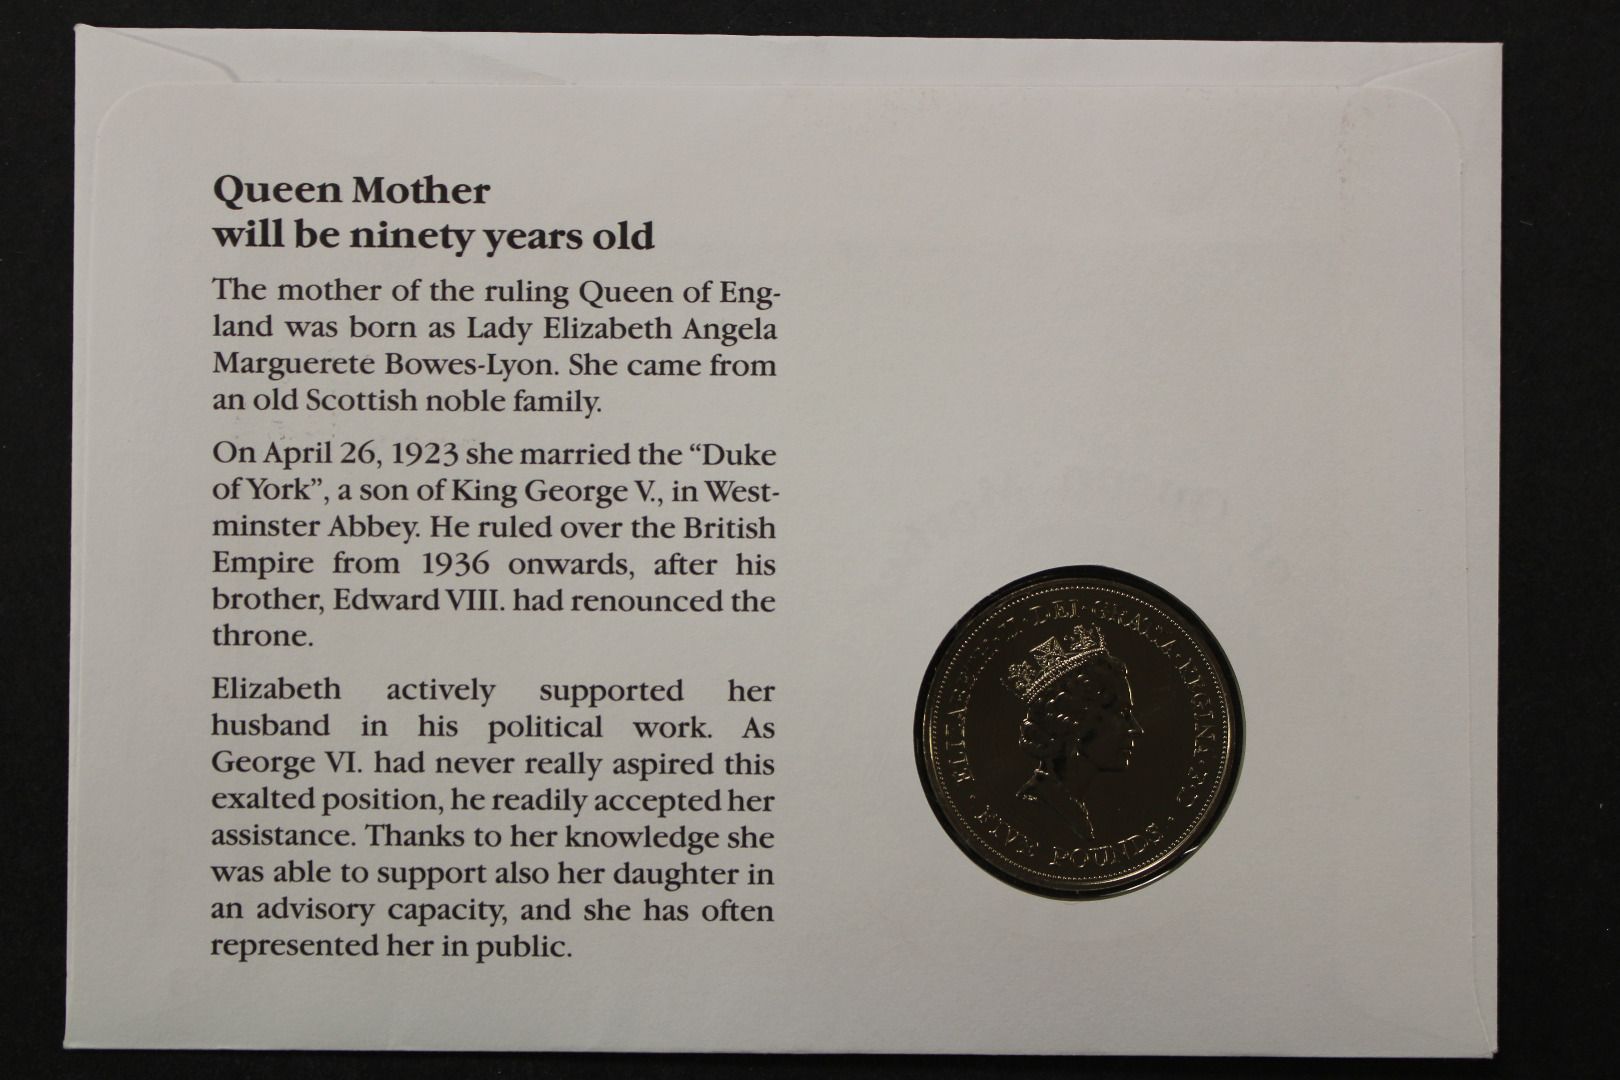 Queen Mother
will be ninety years old
The mother of the ruling Queen of Eng-
land was born as Lady Elizabeth Angela
Marguerete Bowes-Lyon. She came from
an old Scottish noble family.
On April 26, 1923 she married the “Duke
of York”, a son of King George V., in West-
minster Abbey. He ruled over the British
Empire from 1936 onwards, after his
brother, Edward VIII. had renounced the
throne.
Elizabeth actively supported her
husband in his political work. As
George VI. had never really aspired this
exalted position, he readily accepted her
assistance. Thanks to her knowledge she
was able to support also her daughter in
an advisory capacity, and she has often
represented her in public.
ELIZABETH·II·DEI·GRATIA·REGINA·F·D·
FIVE POUNDS